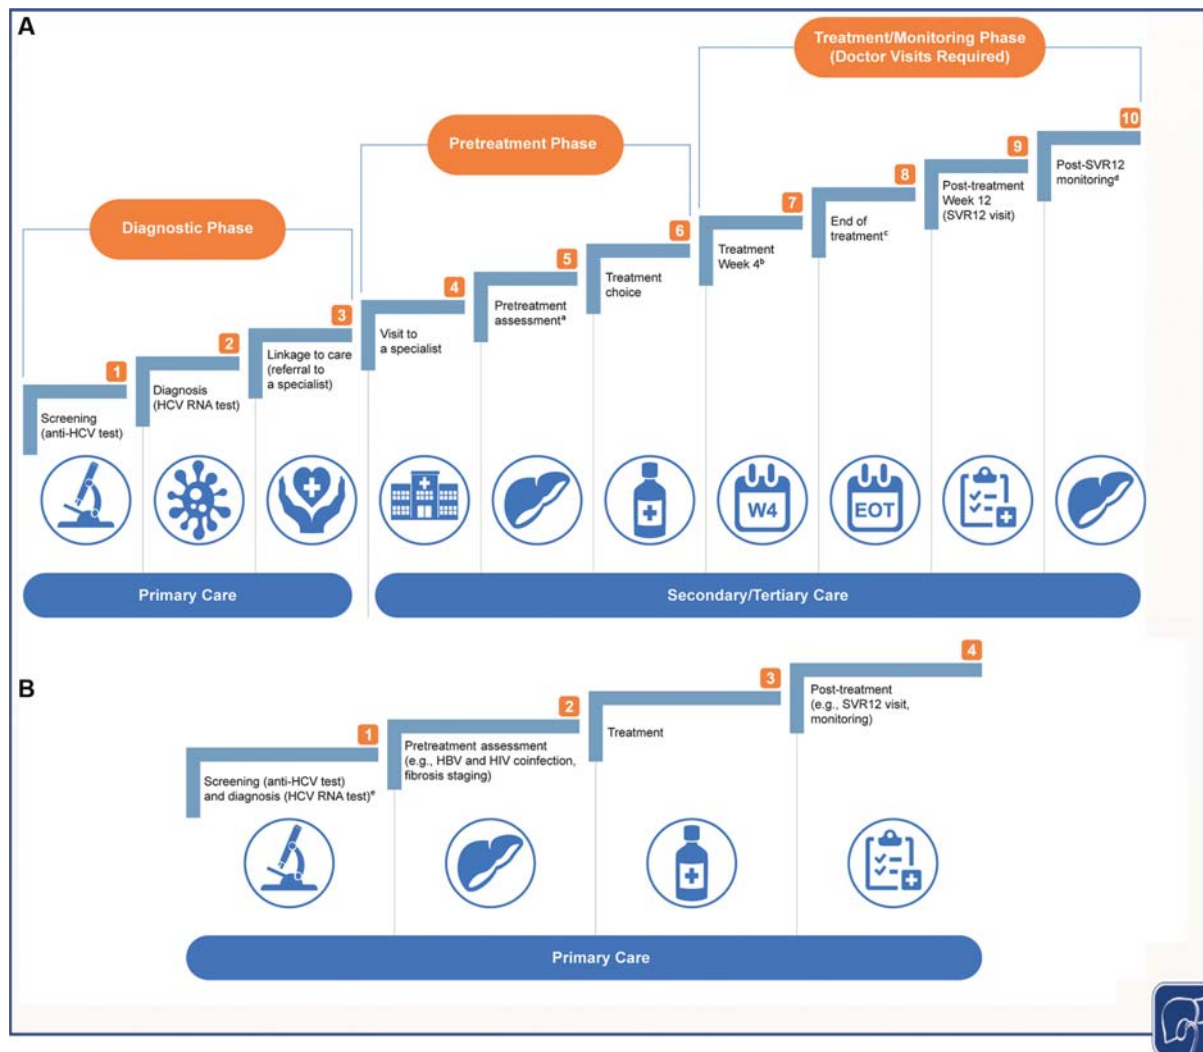 A
Treatment/Monitoring Phase
(Doctor Visits Required)
Pretreatment Phase
Diagnostic Phase
1
Screening
(anti-HCV test)
2
Diagnosis
(HCV RNA test)
3
Linkage to care
(referral to
a specialist)
4
Visit to
a specialist
5
Pretreatment
assessmentᵃ
6
Treatment
choice
7
Treatment
Week 4ᵇ
8
End of
treatmentᶜ
9
Post-treatment
Week 12
(SVR12 visit)
10
Post-SVR12
monitoringᵈ
W4
EOT
Primary Care
Secondary/Tertiary Care
B
1
Screening (anti-HCV test)
and diagnosis (HCV RNA test)ᵉ
2
Pretreatment assessment
(e.g., HBV and HIV coinfection,
fibrosis staging)
3
Treatment
4
Post-treatment
(e.g., SVR12 visit,
monitoring)
Primary Care